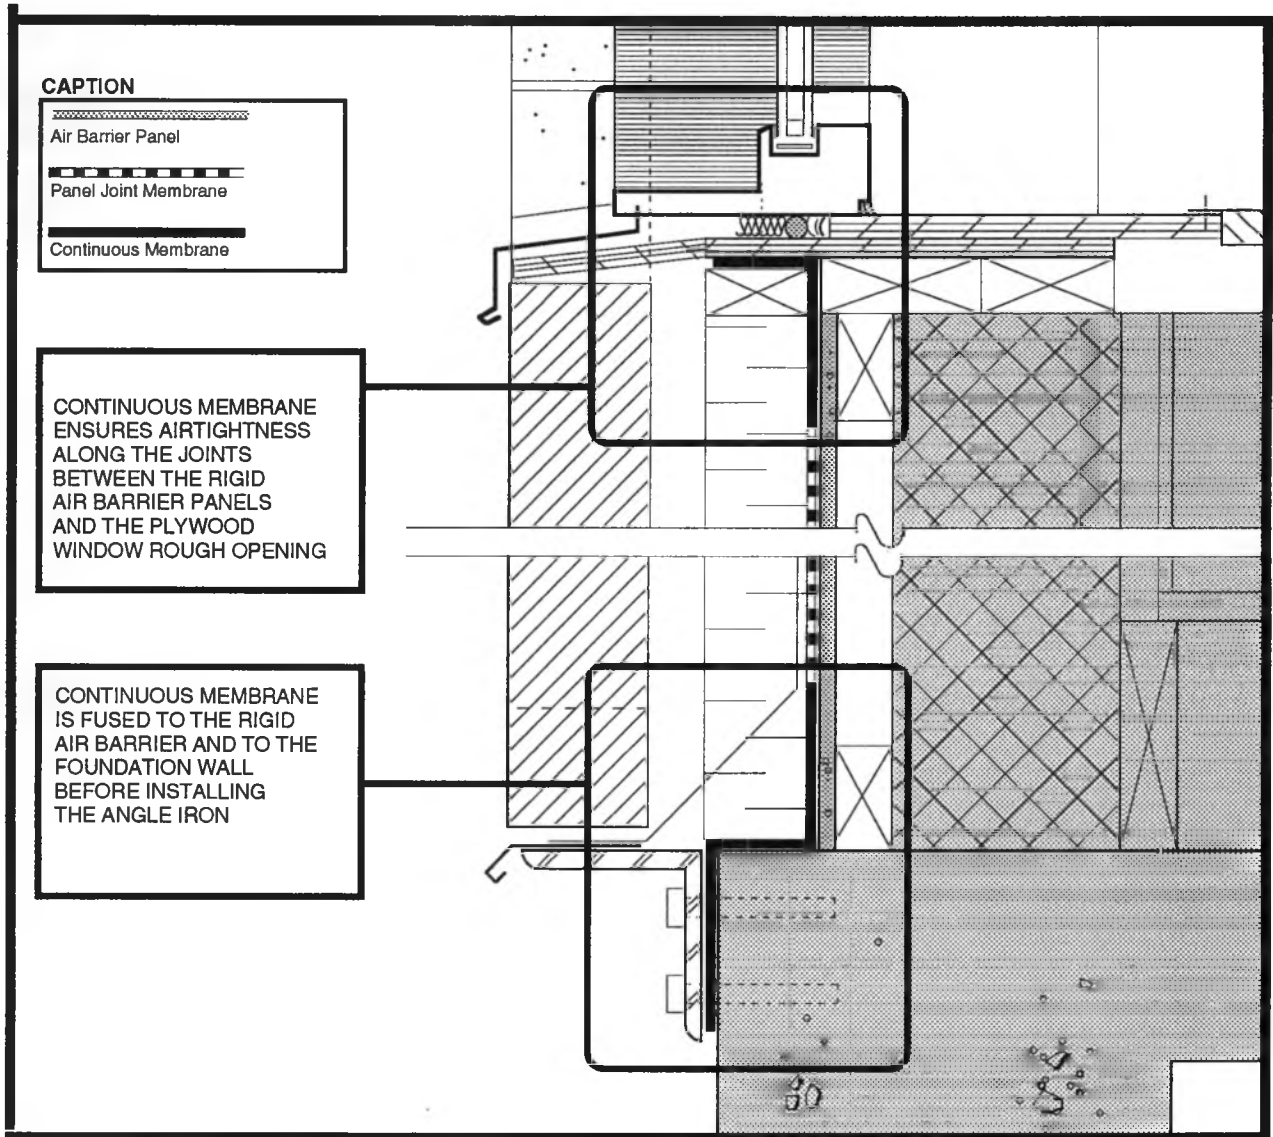 CAPTION
Air Barrier Panel
Panel Joint Membrane
Continuous Membrane
CONTINUOUS MEMBRANE
ENSURES AIRTIGHTNESS
ALONG THE JOINTS
BETWEEN THE RIGID
AIR BARRIER PANELS
AND THE PLYWOOD
WINDOW ROUGH OPENING
CONTINUOUS MEMBRANE
IS FUSED TO THE RIGID
AIR BARRIER AND TO THE
FOUNDATION WALL
BEFORE INSTALLING
THE ANGLE IRON